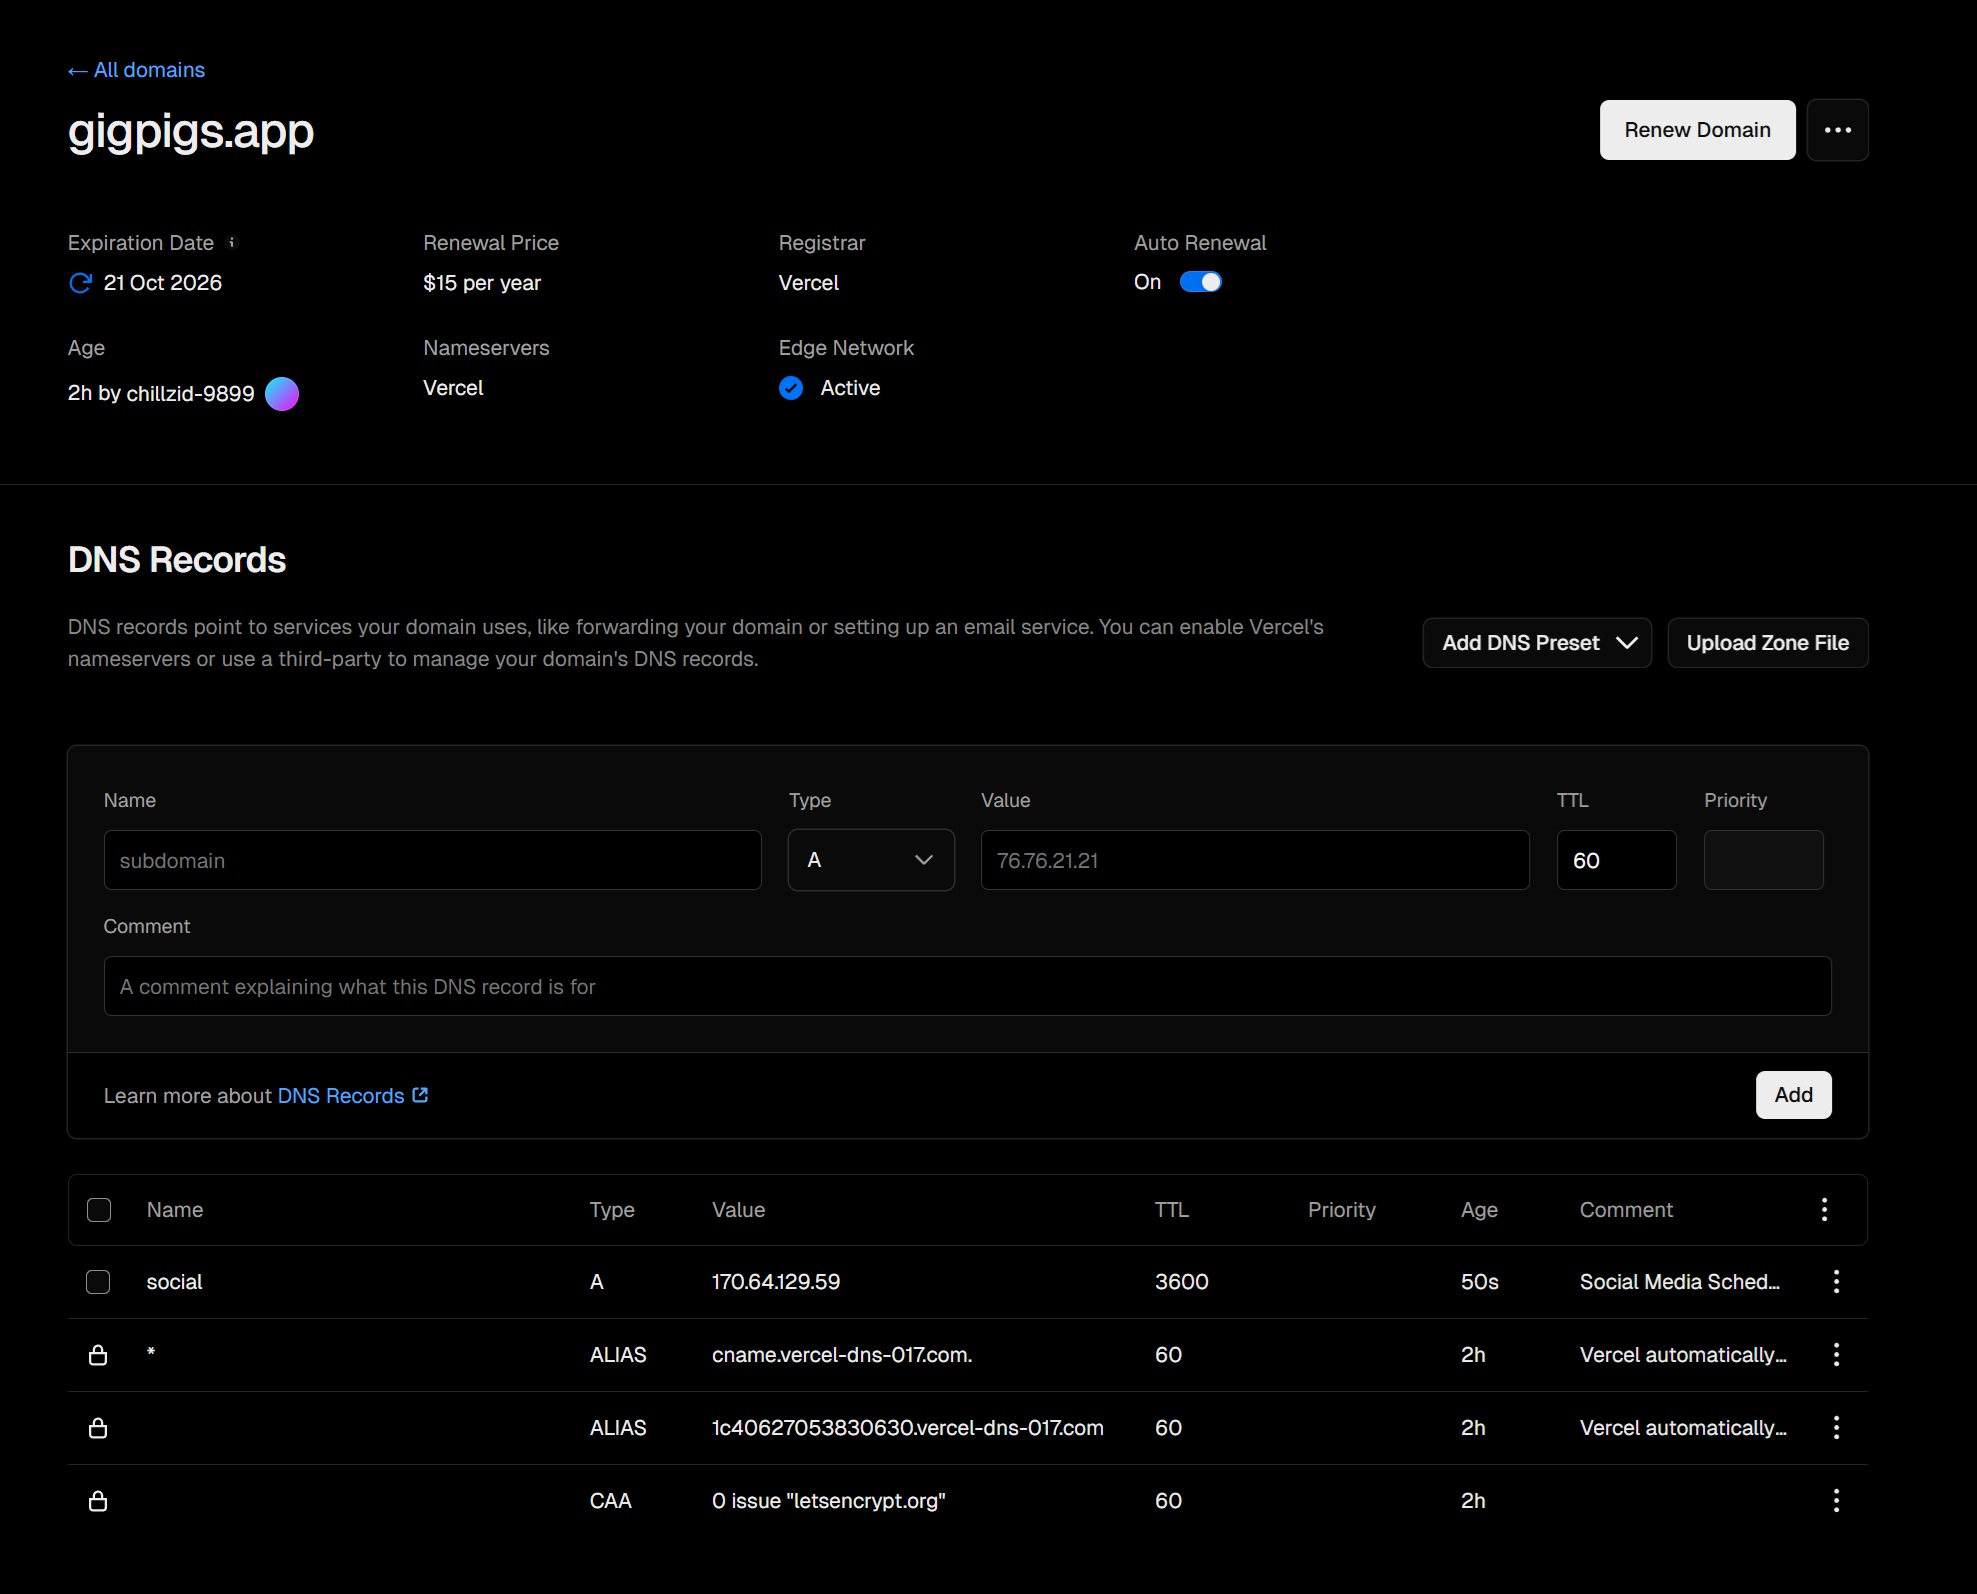 ← All domains
gigpigs.app
Renew Domain
Expiration Date
Renewal Price
Registrar
Auto Renewal
21 Oct 2026
$15 per year
Vercel
On
Age
Nameservers
Edge Network
2h by chillzid-9899
Vercel
Active
DNS Records
DNS records point to services your domain uses, like forwarding your domain or setting up an email service. You can enable Vercel's
nameservers or use a third-party to manage your domain's DNS records.
Add DNS Preset
Upload Zone File
Name Type Value TTL Priority
subdomain A 76.76.21.21 60
Comment
A comment explaining what this DNS record is for
Learn more about DNS Records
Add
Name Type Value TTL Priority Age Comment
social A 170.64.129.59 3600 50s Social Media Sched...
* ALIAS cname.vercel-dns-017.com. 60 2h Vercel automatically...
ALIAS 1c40627053830630.vercel-dns-017.com 60 2h Vercel automatically...
CAA 0 issue "letsencrypt.org" 60 2h